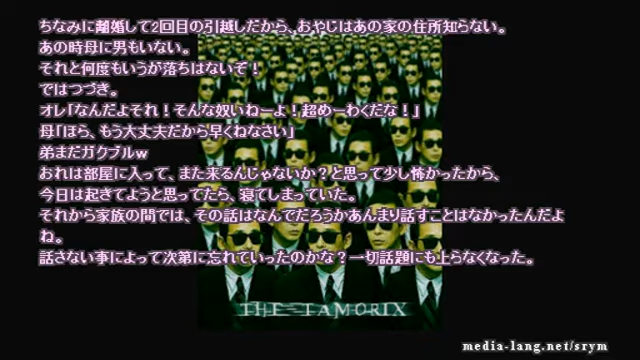 ちなみに離婚して2回目の引越しだから、おやじはあの家の住所知らない。
あの時母に男もいない。
それと何度もいうが落ちはないぞ！
ではつづき。
オレ「なんだよそれ！そんな奴いねーよ！超めーわくだな！」
母「ほら、もう大丈夫だから早くねなさい」
弟まだガクブルｗ
おれは部屋に入って、また来るんじゃないか？と思って少し怖かったから、
今日は起きてようと思ってたら、寝てしまっていた。
それから家族の間では、その話はなんでだろうかあんまり話すことはなかったんだよ
ね。
話さない事によって次第に忘れていったのかな？一切話題にも上らなくなった。
THE TAMORIX
media-lang.net/srym